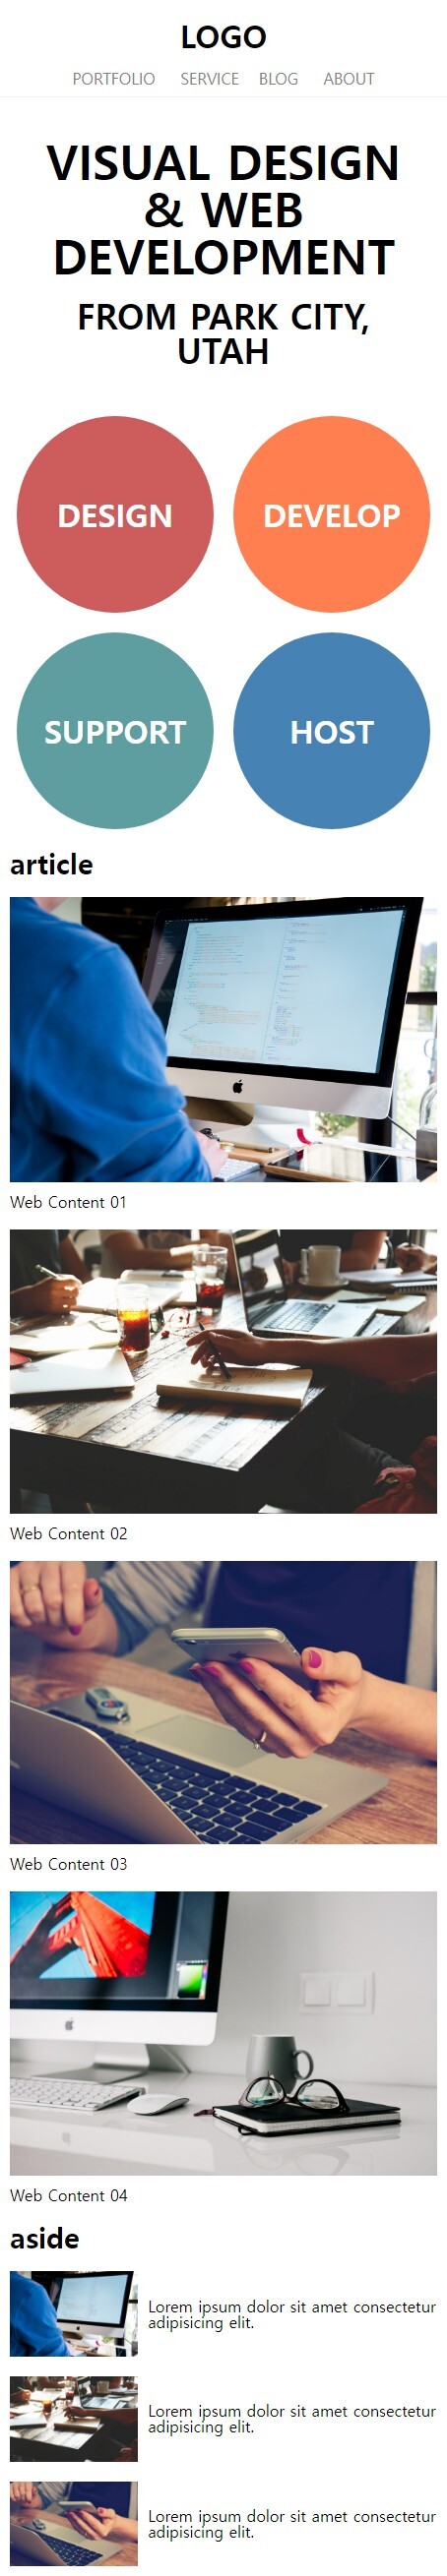 LOGO
PORTFOLIO SERVICE BLOG ABOUT
VISUAL DESIGN
& WEB
DEVELOPMENT
FROM PARK CITY,
UTAH
DESIGN
DEVELOP
SUPPORT
HOST
article
Web Content 01
Web Content 02
Web Content 03
Web Content 04
aside
Lorem ipsum dolor sit amet consectetur
adipisicing elit.
Lorem ipsum dolor sit amet consectetur
adipisicing elit.
Lorem ipsum dolor sit amet consectetur
adipisicing elit.